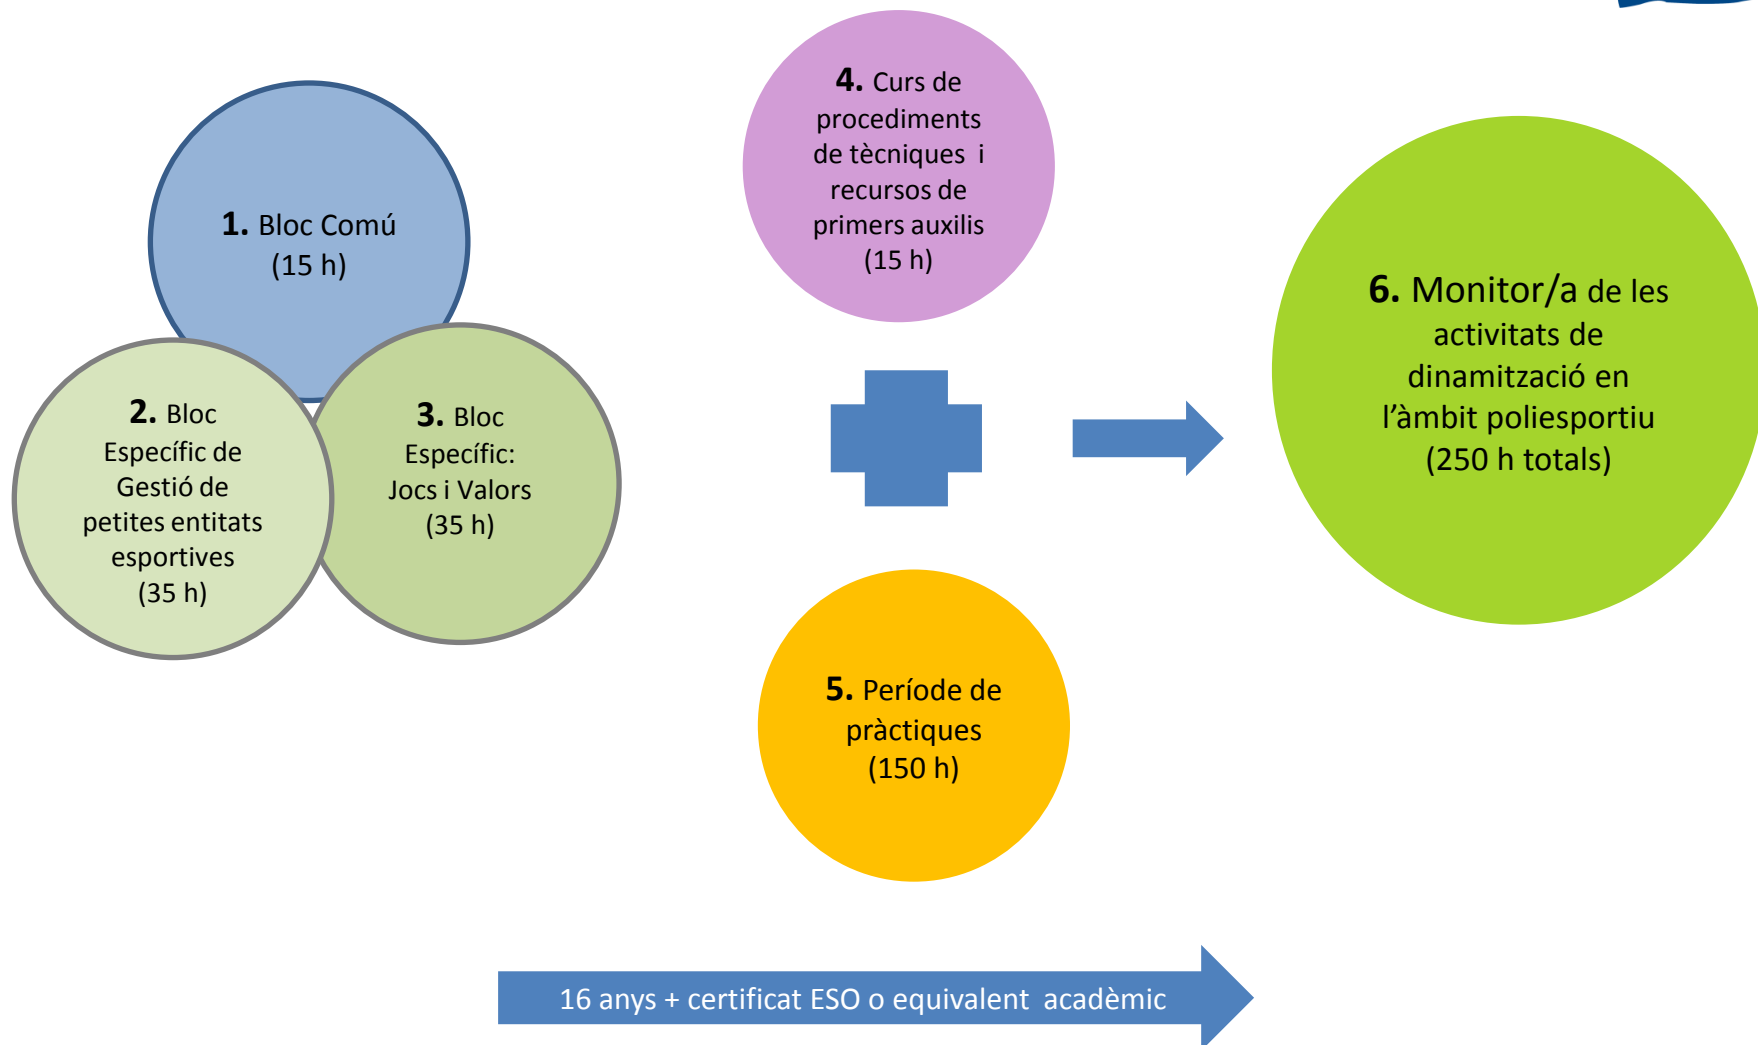 1. Bloc Comú
(15 h)
2. Bloc
Específic de
Gestió de
petites entitats
esportives
(35 h)
3. Bloc
Específic:
Jocs i Valors
(35 h)
4. Curs de
procediments
de tècniques i
recursos de
primers auxilis
(15 h)
5. Període de
pràctiques
(150 h)
6. Monitor/a de les
activitats de
dinamització en
l’àmbit poliesportiu
(250 h totals)
16 anys + certificat ESO o equivalent acadèmic